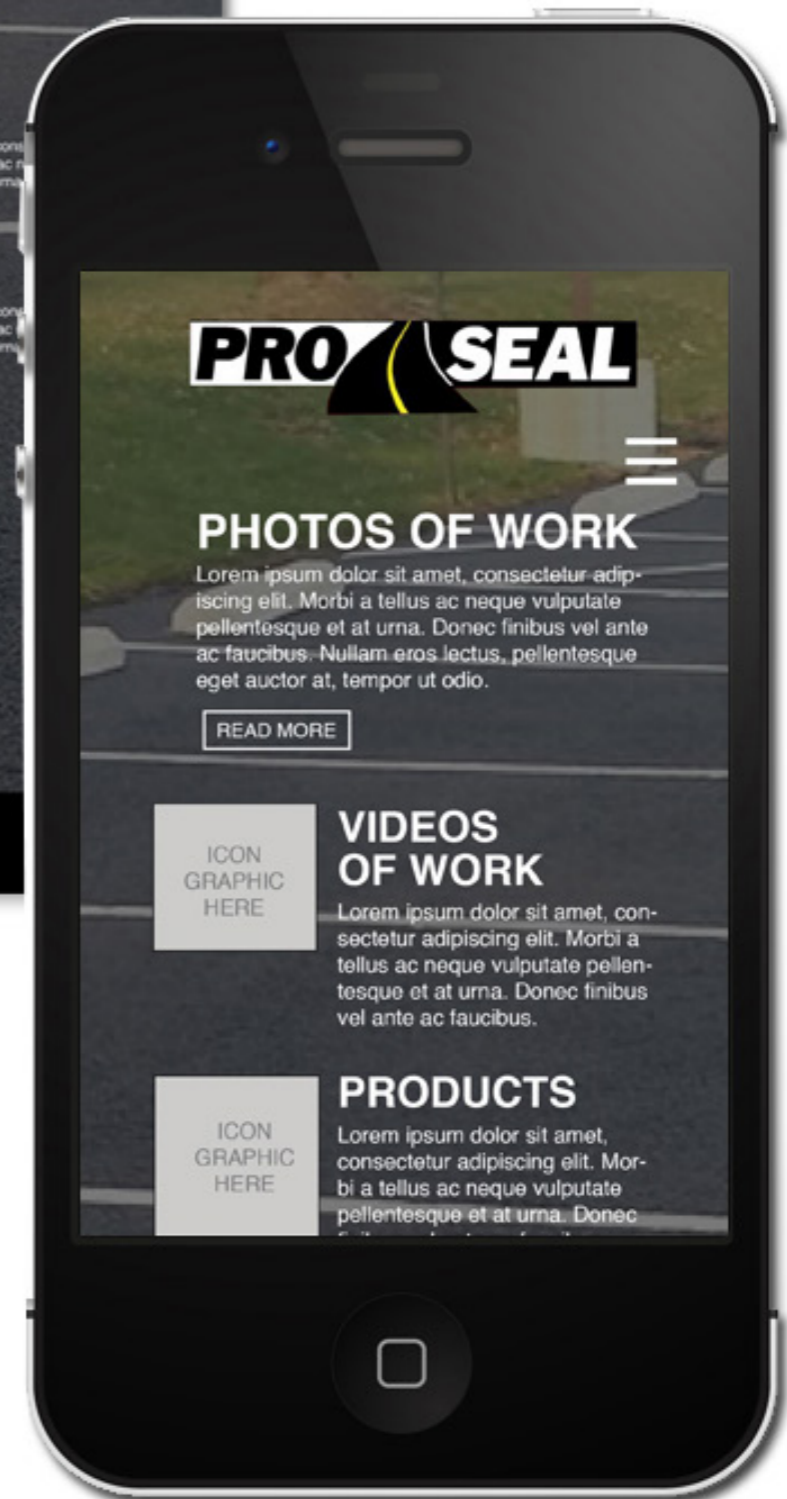 cons
ac
PRO SEAL
PHOTOS OF WORK
Lorem ipsum dolor sit amet, consectetur adip-
iscing elit. Morbi a tellus ac neque vulputate
pellentesque et at urna. Donec finibus vel ante
ac faucibus. Nullam eros lectus, pellentesque
eget auctor at, tempor ut odio.
READ MORE
ICON
GRAPHIC
HERE
VIDEOS
OF WORK
Lorem ipsum dolor sit amet, con-
sectetur adipiscing elit. Morbi a
tellus ac neque vulputate pellen-
tesque et at urna. Donec finibus
vel ante ac faucibus.
ICON
GRAPHIC
HERE
PRODUCTS
Lorem ipsum dolor sit amet,
consectetur adipiscing elit. Mor-
bi a tellus ac neque vulputate
pellentesque et at urna. Donec